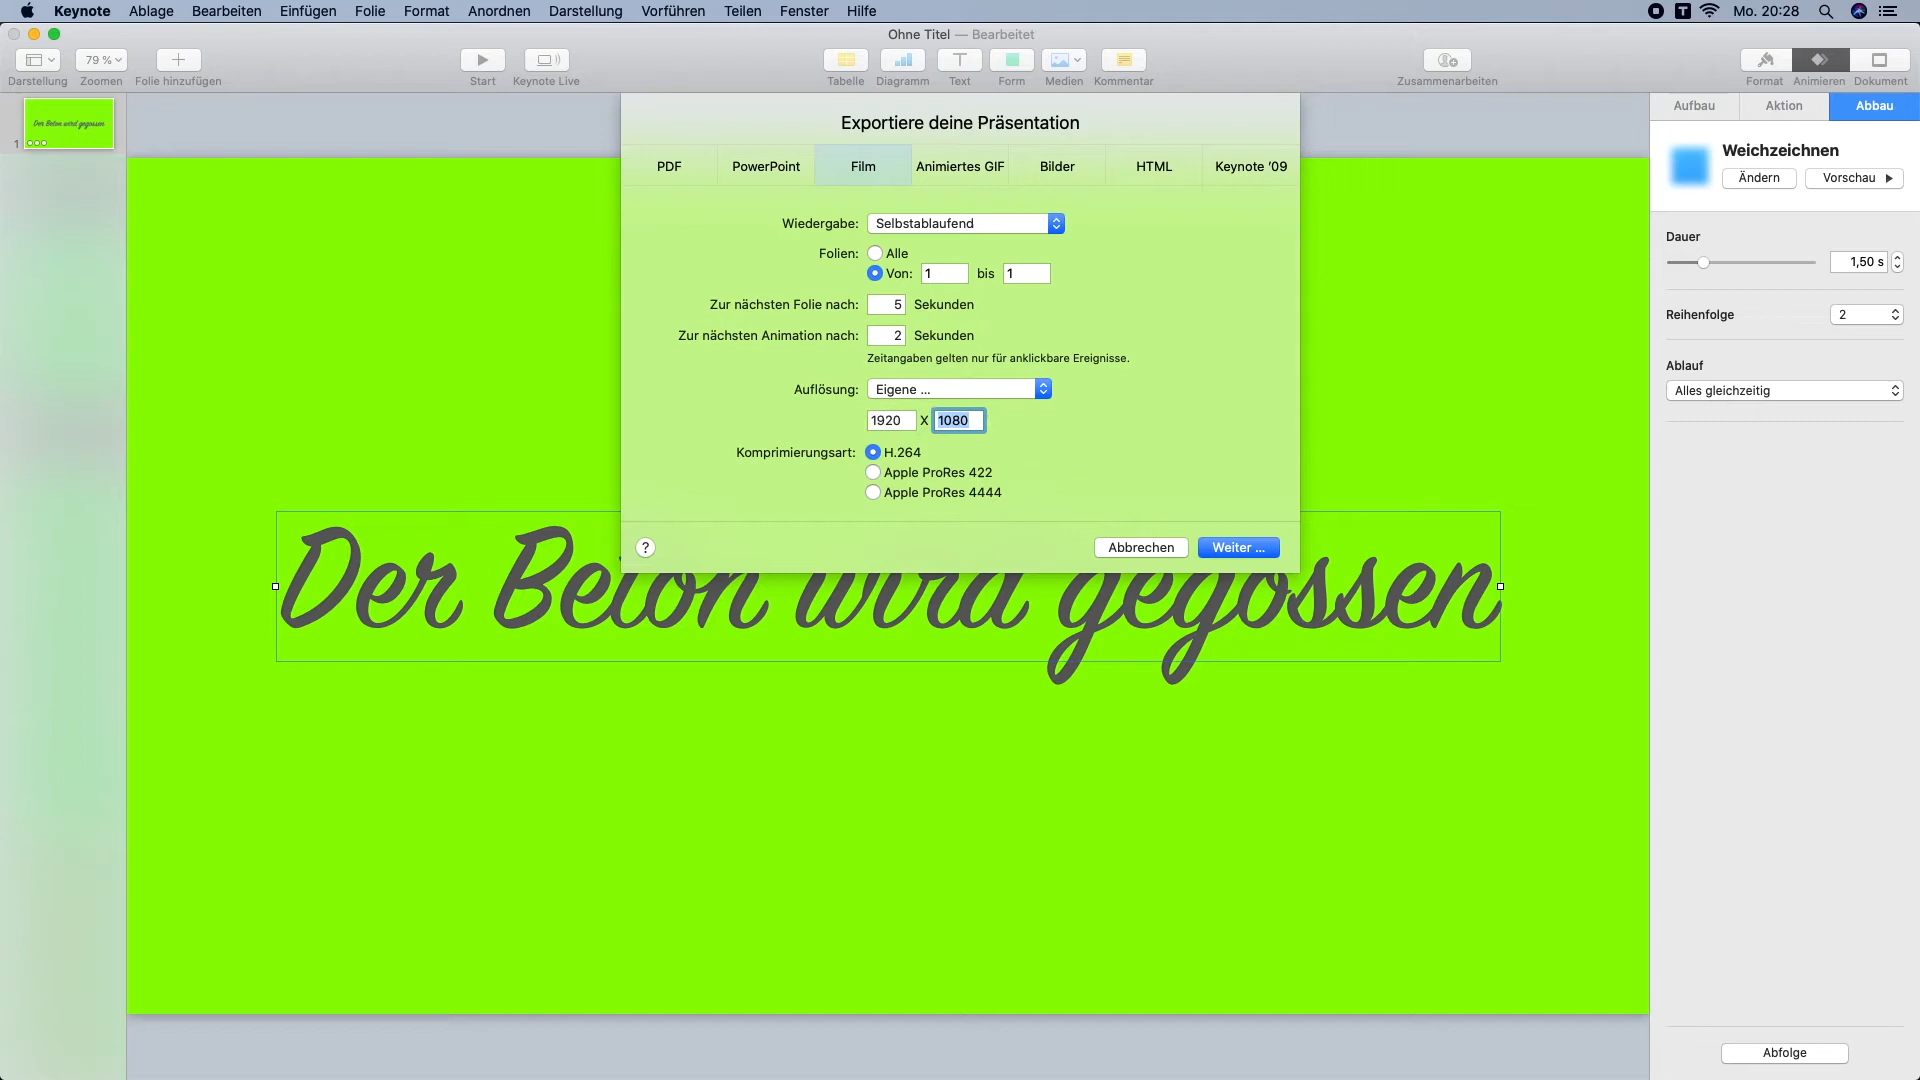 Keynote Ablage Bearbeiten Einfügen Folie Format Anordnen Darstellung Vorführen Teilen Fenster Hilfe Mo. 20:28
Ohne Titel — Bearbeitet
79 %
Darstellung Zoomen Folie hinzufügen Start Keynote Live Tabelle Diagramm Text Form Medien Kommentar Zusammenarbeiten Format Animieren Dokument
Der Beton wird gegossen
1
Exportiere deine Präsentation
PDF PowerPoint Film Animiertes GIF Bilder HTML Keynote ’09
Wiedergabe: Selbstablaufend
Folien: Alle
Von: 1 bis 1
Zur nächsten Folie nach: 5 Sekunden
Zur nächsten Animation nach: 2 Sekunden
Zeitangaben gelten nur für anklickbare Ereignisse.
Auflösung: Eigene ...
1920 X 1080
Komprimierungsart: H.264
Apple ProRes 422
Apple ProRes 4444
? Abbrechen Weiter ...
Der Beton wird gegossen
Aufbau Aktion Abbau
Weichzeichnen
Ändern Vorschau
Dauer
1,50 s
Reihenfolge 2
Ablauf
Alles gleichzeitig
Abfolge